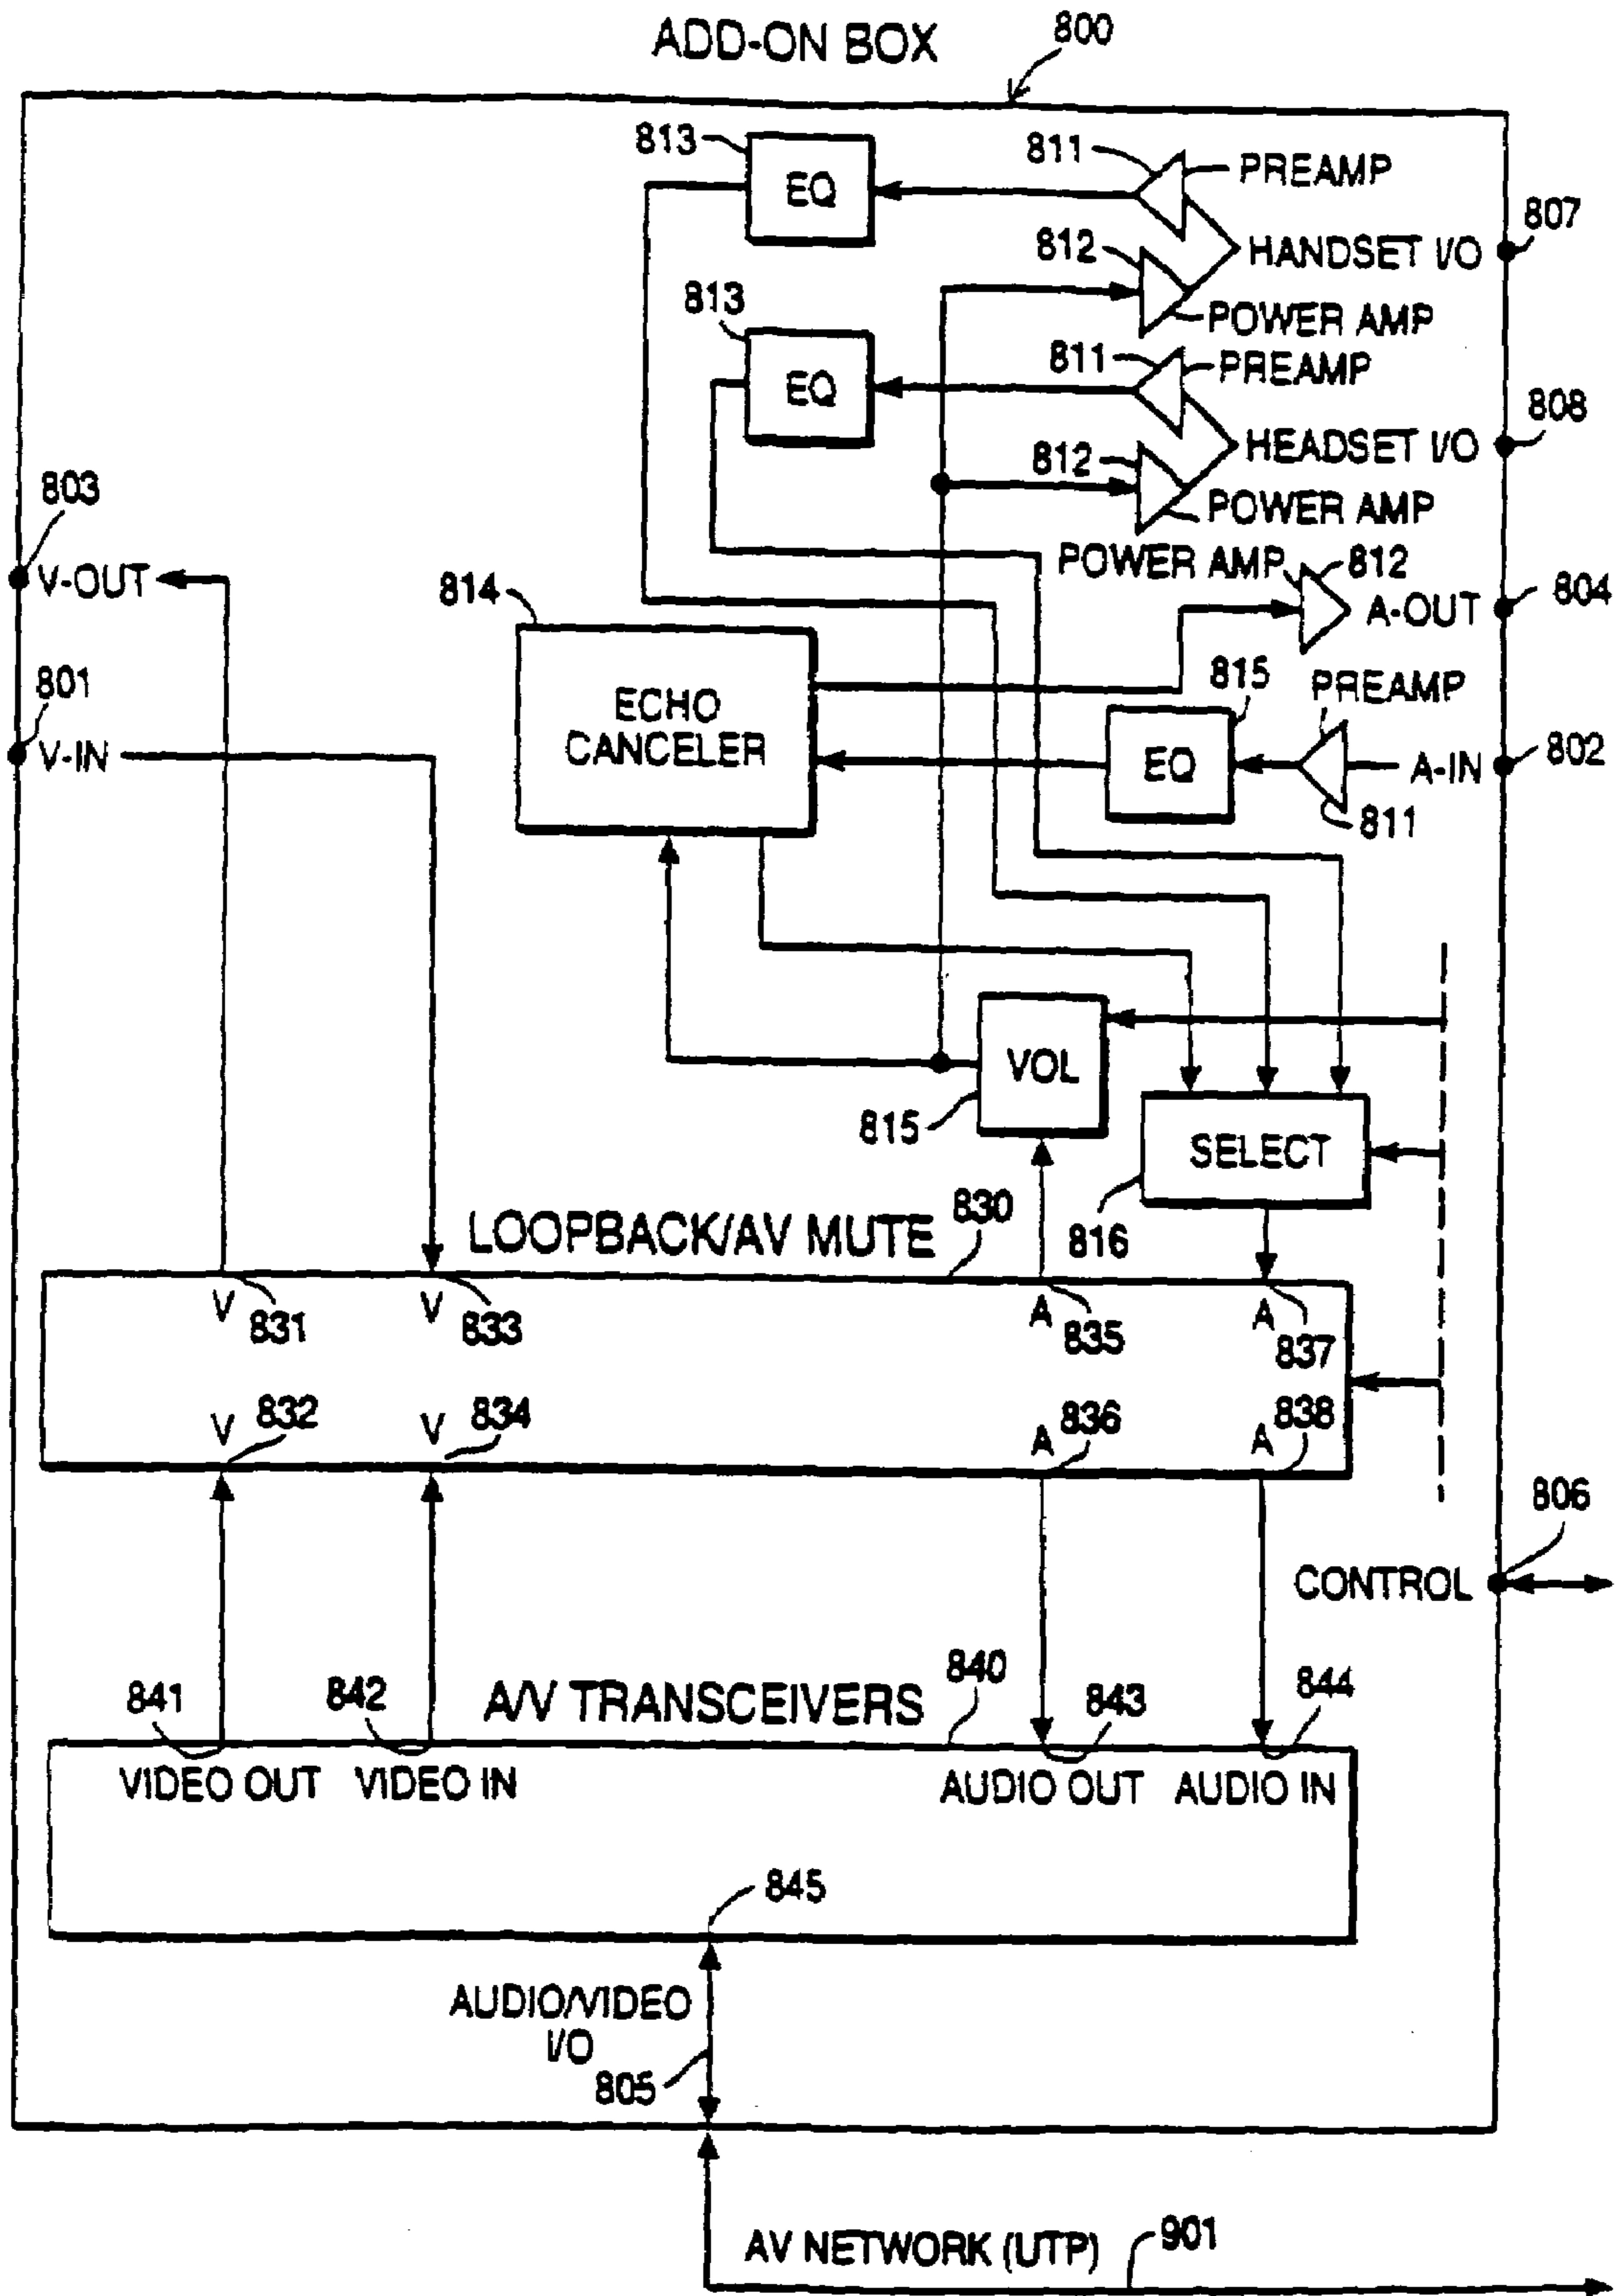 ADD-ON BOX
800
813
EQ
811
PREAMP
807
812
HANDSET I/O
POWER AMP
813
EQ
811
PREAMP
808
812
HEADSET I/O
POWER AMP
803
V-OUT
POWER AMP
812
804
A-OUT
814
801
V-IN
ECHO
CANCELER
815
EQ
PREAMP
A-IN
802
811
VOL
815
SELECT
816
LOOPBACK/AV MUTE
830
V
831
V
833
A
835
A
837
V
832
V
834
A
836
A
838
806
CONTROL
841
842
A/V TRANSCEIVERS
840
843
844
VIDEO OUT
VIDEO IN
AUDIO OUT
AUDIO IN
845
AUDIO/VIDEO
I/O
805
AV NETWORK (UTP)
901